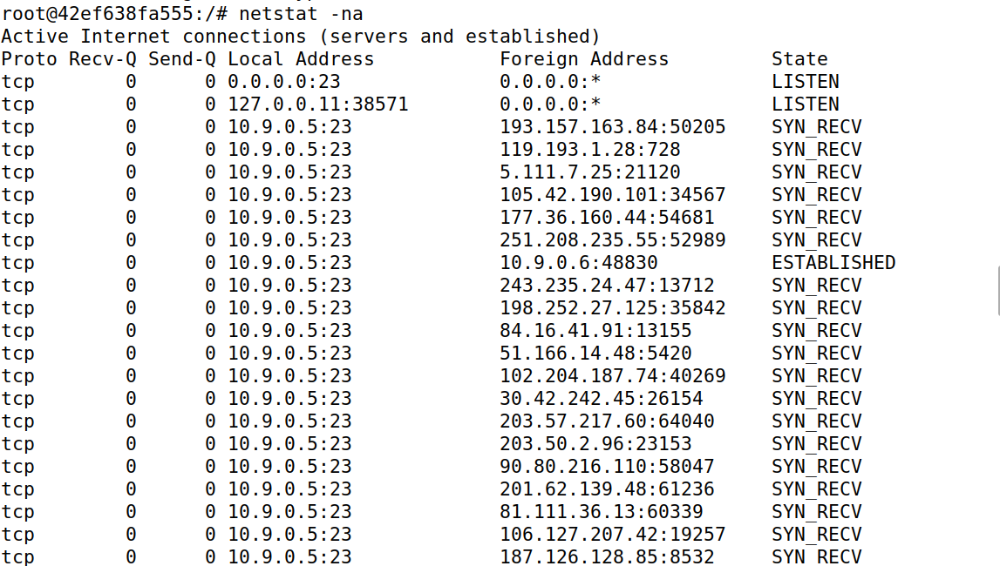 root@42ef638fa555:/# netstat -na
Active Internet connections (servers and established)
Proto Recv-Q Send-Q Local Address           Foreign Address         State
tcp        0      0 0.0.0.0:23              0.0.0.0:*               LISTEN
tcp        0      0 127.0.0.11:38571        0.0.0.0:*               LISTEN
tcp        0      0 10.9.0.5:23             193.157.163.84:50205    SYN_RECV
tcp        0      0 10.9.0.5:23             119.193.1.28:728        SYN_RECV
tcp        0      0 10.9.0.5:23             5.111.7.25:21120        SYN_RECV
tcp        0      0 10.9.0.5:23             105.42.190.101:34567    SYN_RECV
tcp        0      0 10.9.0.5:23             177.36.160.44:54681     SYN_RECV
tcp        0      0 10.9.0.5:23             251.208.235.55:52989    SYN_RECV
tcp        0      0 10.9.0.5:23             10.9.0.6:48830          ESTABLISHED
tcp        0      0 10.9.0.5:23             243.235.24.47:13712     SYN_RECV
tcp        0      0 10.9.0.5:23             198.252.27.125:35842    SYN_RECV
tcp        0      0 10.9.0.5:23             84.16.41.91:13155       SYN_RECV
tcp        0      0 10.9.0.5:23             51.166.14.48:5420       SYN_RECV
tcp        0      0 10.9.0.5:23             102.204.187.74:40269    SYN_RECV
tcp        0      0 10.9.0.5:23             30.42.242.45:26154      SYN_RECV
tcp        0      0 10.9.0.5:23             203.57.217.60:64040     SYN_RECV
tcp        0      0 10.9.0.5:23             203.50.2.96:23153       SYN_RECV
tcp        0      0 10.9.0.5:23             90.80.216.110:58047     SYN_RECV
tcp        0      0 10.9.0.5:23             201.62.139.48:61236     SYN_RECV
tcp        0      0 10.9.0.5:23             81.111.36.13:60339      SYN_RECV
tcp        0      0 10.9.0.5:23             106.127.207.42:19257    SYN_RECV
tcp        0      0 10.9.0.5:23             187.126.128.85:8532     SYN_RECV